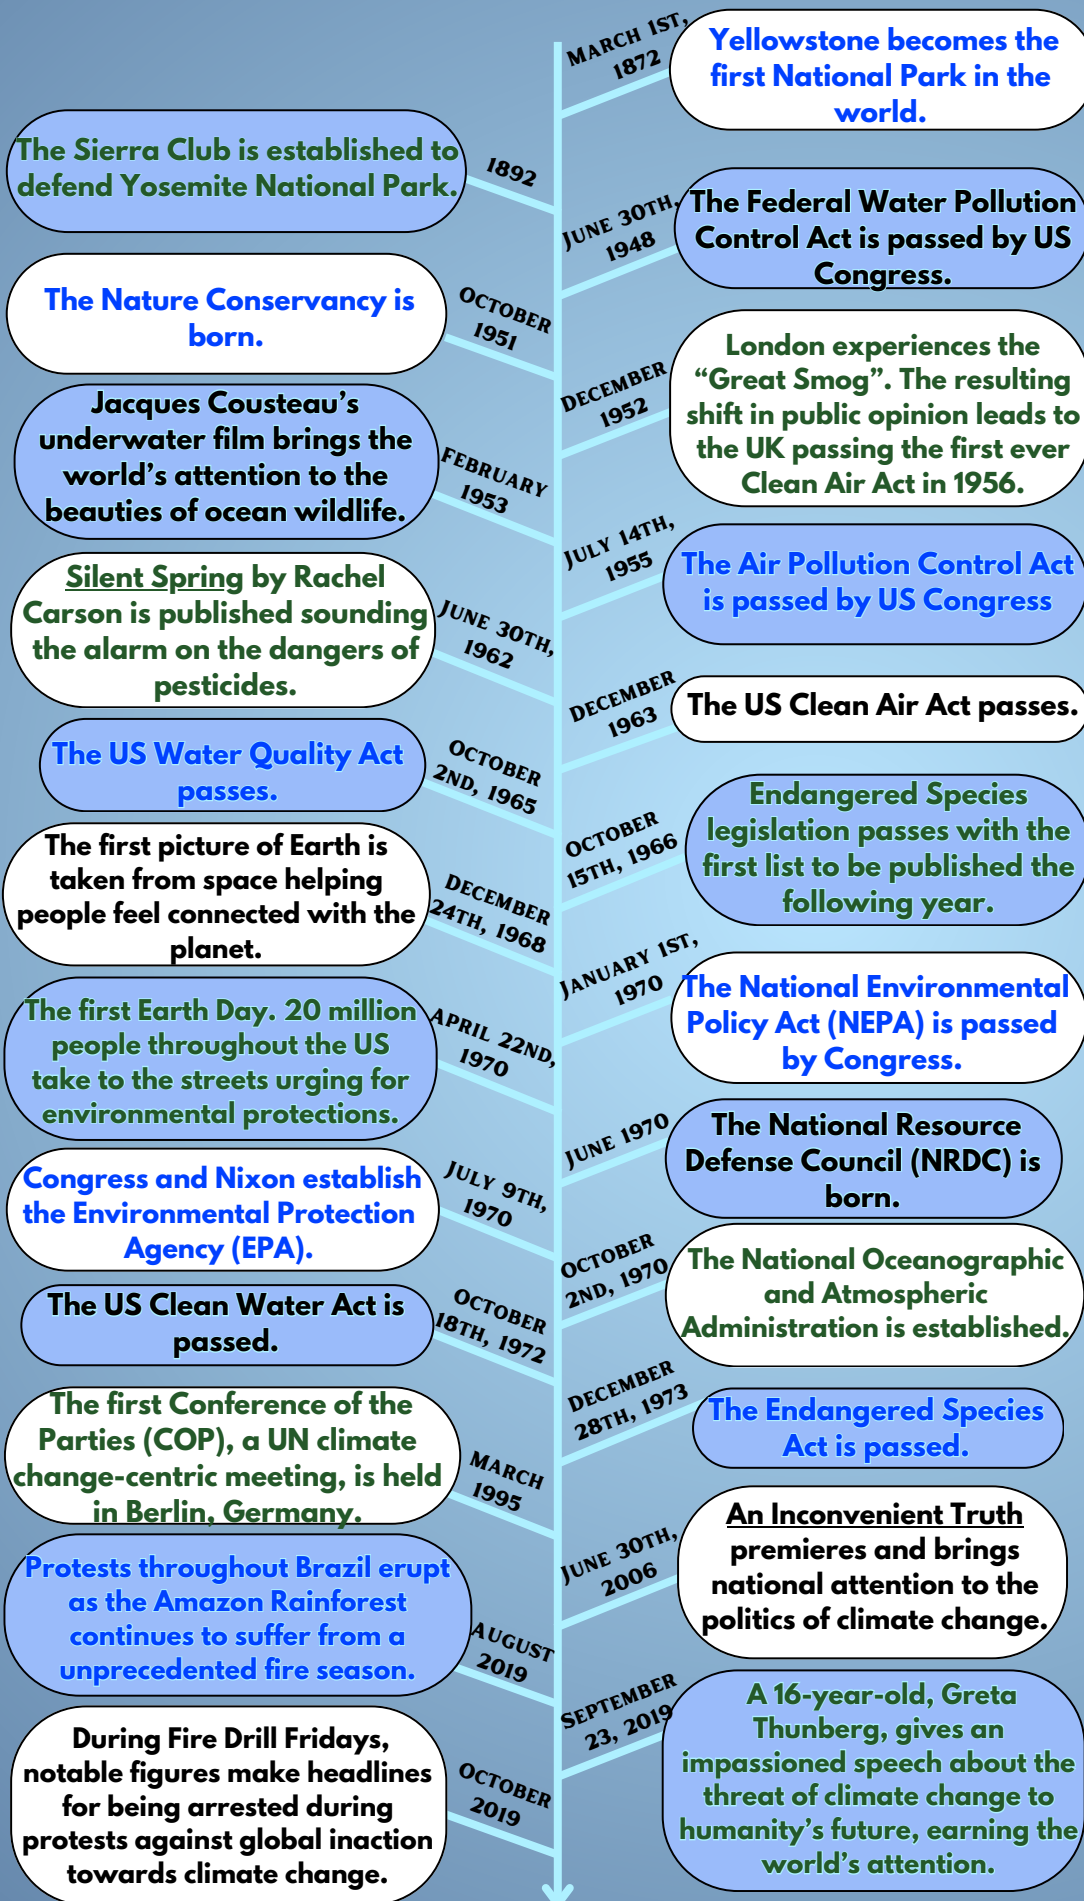 MARCH 1ST,
1872
Yellowstone becomes the
first National Park in the
world.
The Sierra Club is established to
defend Yosemite National Park.
1892
JUNE 30TH,
1948
The Federal Water Pollution
Control Act is passed by US
Congress.
The Nature Conservancy is
born.
OCTOBER
1951
DECEMBER
1952
London experiences the
“Great Smog”. The resulting
shift in public opinion leads to
the UK passing the first ever
Clean Air Act in 1956.
Jacques Cousteau’s
underwater film brings the
world’s attention to the
beauties of ocean wildlife.
FEBRUARY
1953
JULY 14TH,
1955
The Air Pollution Control Act
is passed by US Congress
Silent Spring by Rachel
Carson is published sounding
the alarm on the dangers of
pesticides.
JUNE 30TH,
1962
DECEMBER
1963
The US Clean Air Act passes.
The US Water Quality Act
passes.
OCTOBER
2ND, 1965
OCTOBER
15TH, 1966
Endangered Species
legislation passes with the
first list to be published the
following year.
The first picture of Earth is
taken from space helping
people feel connected with the
planet.
DECEMBER
24TH, 1968
JANUARY 1ST,
1970
The National Environmental
Policy Act (NEPA) is passed
by Congress.
The first Earth Day. 20 million
people throughout the US
take to the streets urging for
environmental protections.
APRIL 22ND,
1970
JUNE 1970
The National Resource
Defense Council (NRDC) is
born.
Congress and Nixon establish
the Environmental Protection
Agency (EPA).
JULY 9TH,
1970
OCTOBER
2ND, 1970
The National Oceanographic
and Atmospheric
Administration is established.
The US Clean Water Act is
passed.
OCTOBER
18TH, 1972
DECEMBER
28TH, 1973
The Endangered Species
Act is passed.
The first Conference of the
Parties (COP), a UN climate
change-centric meeting, is held
in Berlin, Germany.
MARCH
1995
JUNE 30TH,
2006
An Inconvenient Truth
premieres and brings
national attention to the
politics of climate change.
Protests throughout Brazil erupt
as the Amazon Rainforest
continues to suffer from a
unprecedented fire season.
AUGUST
2019
SEPTEMBER
23, 2019
A 16-year-old, Greta
Thunberg, gives an
impassioned speech about the
threat of climate change to
humanity’s future, earning the
world’s attention.
During Fire Drill Fridays,
notable figures make headlines
for being arrested during
protests against global inaction
towards climate change.
OCTOBER
2019